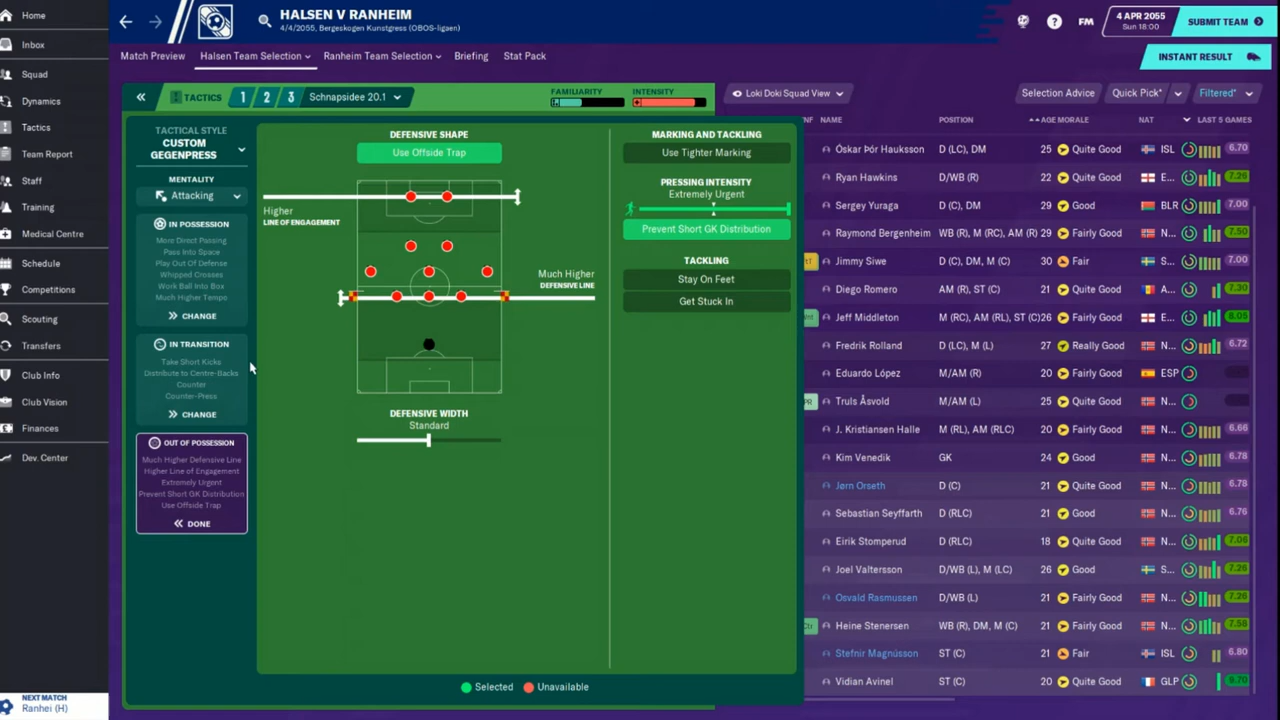 Home
Inbox
Squad
Dynamics
Tactics
Team Report
Staff
Training
Medical Centre
Schedule
Competitions
Scouting
Transfers
Club Info
Club Vision
Finances
Dev. Center
NEXT MATCH
Ranhei (H)
HALSEN V RANHEIM
4/4/2055, Bergeskogen Kunstgress (OBOS-ligaen)
FM
4 APR 2055
Sun 18:00
SUBMIT TEAM
Match Preview
Halsen Team Selection
Ranheim Team Selection
Briefing
Stat Pack
INSTANT RESULT
TACTICS
1
2
3
Schnapsidee 20.1
FAMILIARITY
INTENSITY
TACTICAL STYLE
CUSTOM
GEGENPRESS
MENTALITY
Attacking
IN POSSESSION
More Direct Passing
Pass Into Space
Play Out Of Defense
Whipped Crosses
Work Ball Into Box
Much Higher Tempo
CHANGE
IN TRANSITION
Take Short Kicks
Distribute to Centre-Backs
Counter
Counter-Press
CHANGE
OUT OF POSSESSION
Much Higher Defensive Line
Higher Line of Engagement
Extremely Urgent
Prevent Short GK Distribution
Use Offside Trap
DONE
DEFENSIVE SHAPE
Use Offside Trap
Higher
LINE OF ENGAGEMENT
Much Higher
DEFENSIVE LINE
DEFENSIVE WIDTH
Standard
MARKING AND TACKLING
Use Tighter Marking
PRESSING INTENSITY
Extremely Urgent
Prevent Short GK Distribution
TACKLING
Stay On Feet
Get Stuck In
Selected
Unavailable
Loki Doki Squad View
Selection Advice
Quick Pick*
Filtered*
NAME POSITION AGE MORALE NAT LAST 5 GAMES
Óskar Þór Hauksson D (LC), DM 25 Quite Good ISL 6.70
Ryan Hawkins D/WB (R) 22 Quite Good E... 7.26
Sergey Yuraga D (C), DM 29 Good BLR 7.00
Raymond Bergenheim WB (R), M (RC), AM (R) 29 Fairly Good N... 7.50
Jimmy Siwe D (C), DM, M (C) 30 Fair S... 7.00
Diego Romero AM (R), ST (C) 21 Quite Good A... 7.30
Jeff Middleton M (RC), AM (RL), ST (C) 26 Fairly Good E... 8.05
Fredrik Rolland D (LC), M (L) 27 Really Good N... 6.72
Eduardo López M/AM (R) 20 Fairly Good ESP
Truls Åsvold M/AM (L) 21 Quite Good N...
J. Kristiansen Halle M (RL), AM (RLC) 20 Fairly Good N... 6.66
Kim Venedik GK 24 Good N... 6.78
Jørn Orseth D (C) 21 Quite Good N... 6.78
Sebastian Seyffarth D (RLC) 21 Good N... 6.76
Eirik Stomperud D (RLC) 18 Quite Good N... 7.06
Joel Valtersson D/WB (L), M (LC) 26 Good S... 7.26
Osvald Rasmussen D/WB (L) 21 Fairly Good N... 7.26
Heine Stenersen WB (R), DM, M (C) 21 Fairly Good N... 7.58
Stefnir Magnússon ST (C) 21 Fair ISL 6.80
Vidian Avinel ST (C) 20 Quite Good GLP 6.70